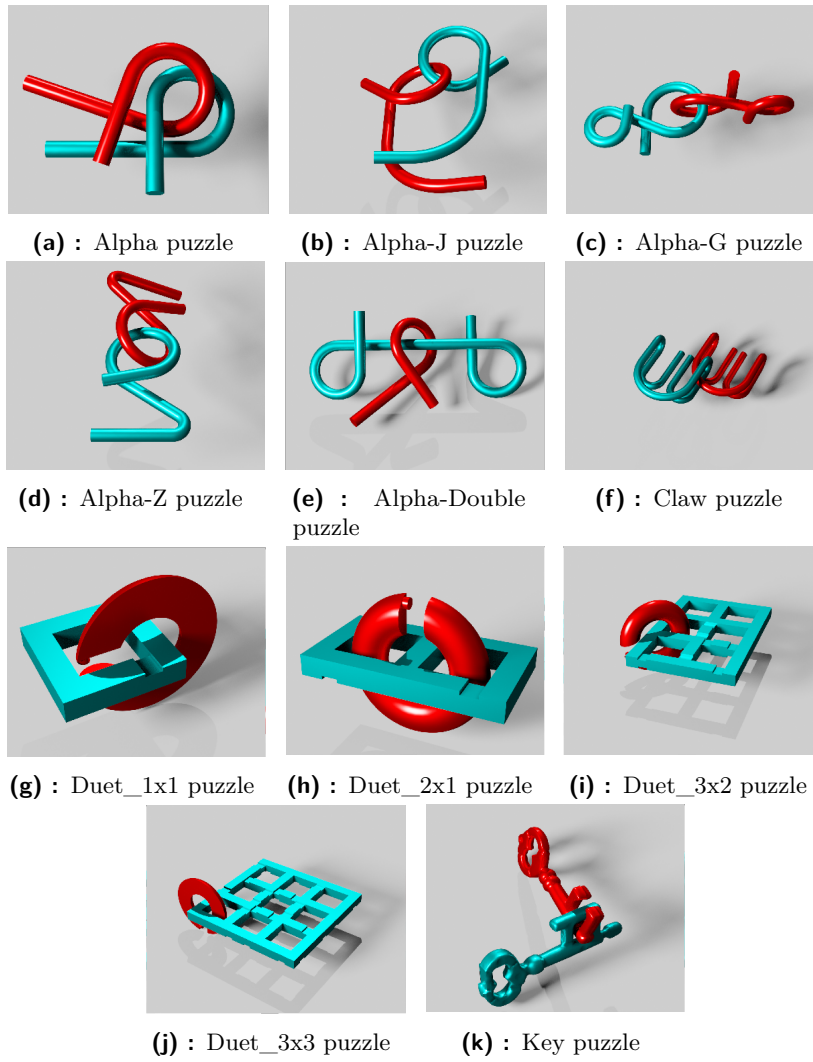 (a) : Alpha puzzle
(b) : Alpha-J puzzle
(c) : Alpha-G puzzle
(d) : Alpha-Z puzzle
(e) : Alpha-Double
puzzle
(f) : Claw puzzle
(g) : Duet_1x1 puzzle
(h) : Duet_2x1 puzzle
(i) : Duet_3x2 puzzle
(j) : Duet_3x3 puzzle
(k) : Key puzzle